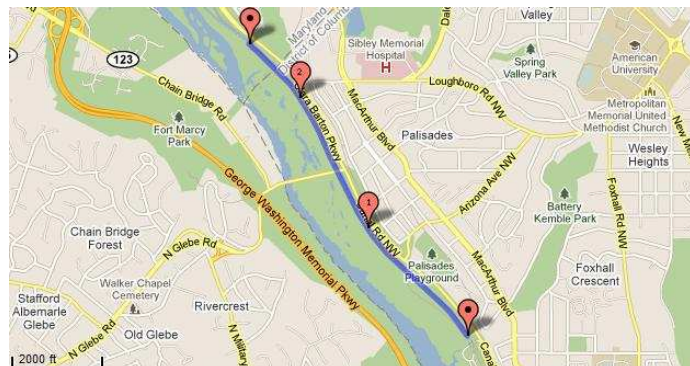 Maryland
District of Colum
Sibley Memorial
Hospital
H
Dale
Valley
Spring
Valley Park
American
University
123
Chain Bridge Rd
2
Clara Barton Pkwy
MacArthur Blvd
Loughboro Rd NW
Metropolitan
Memorial United
Methodist Church
New Me
Fort Marcy
Park
Palisades
Wesley
Heights
George Washington Memorial Pkwy
1
Rd NW
Arizona Ave NW
Battery
Kemble Park
Foxhall Rd NW
Chain Bridge
Forest
N Glebe Rd
Palisades
Playground
MacArthur Blvd
Foxhall
Crescent
Walker Chapel
Cemetery
Stafford
Albemarle
Glebe
N Glebe Rd
Rivercrest
Old Glebe
N Military
Cana
2000 ft